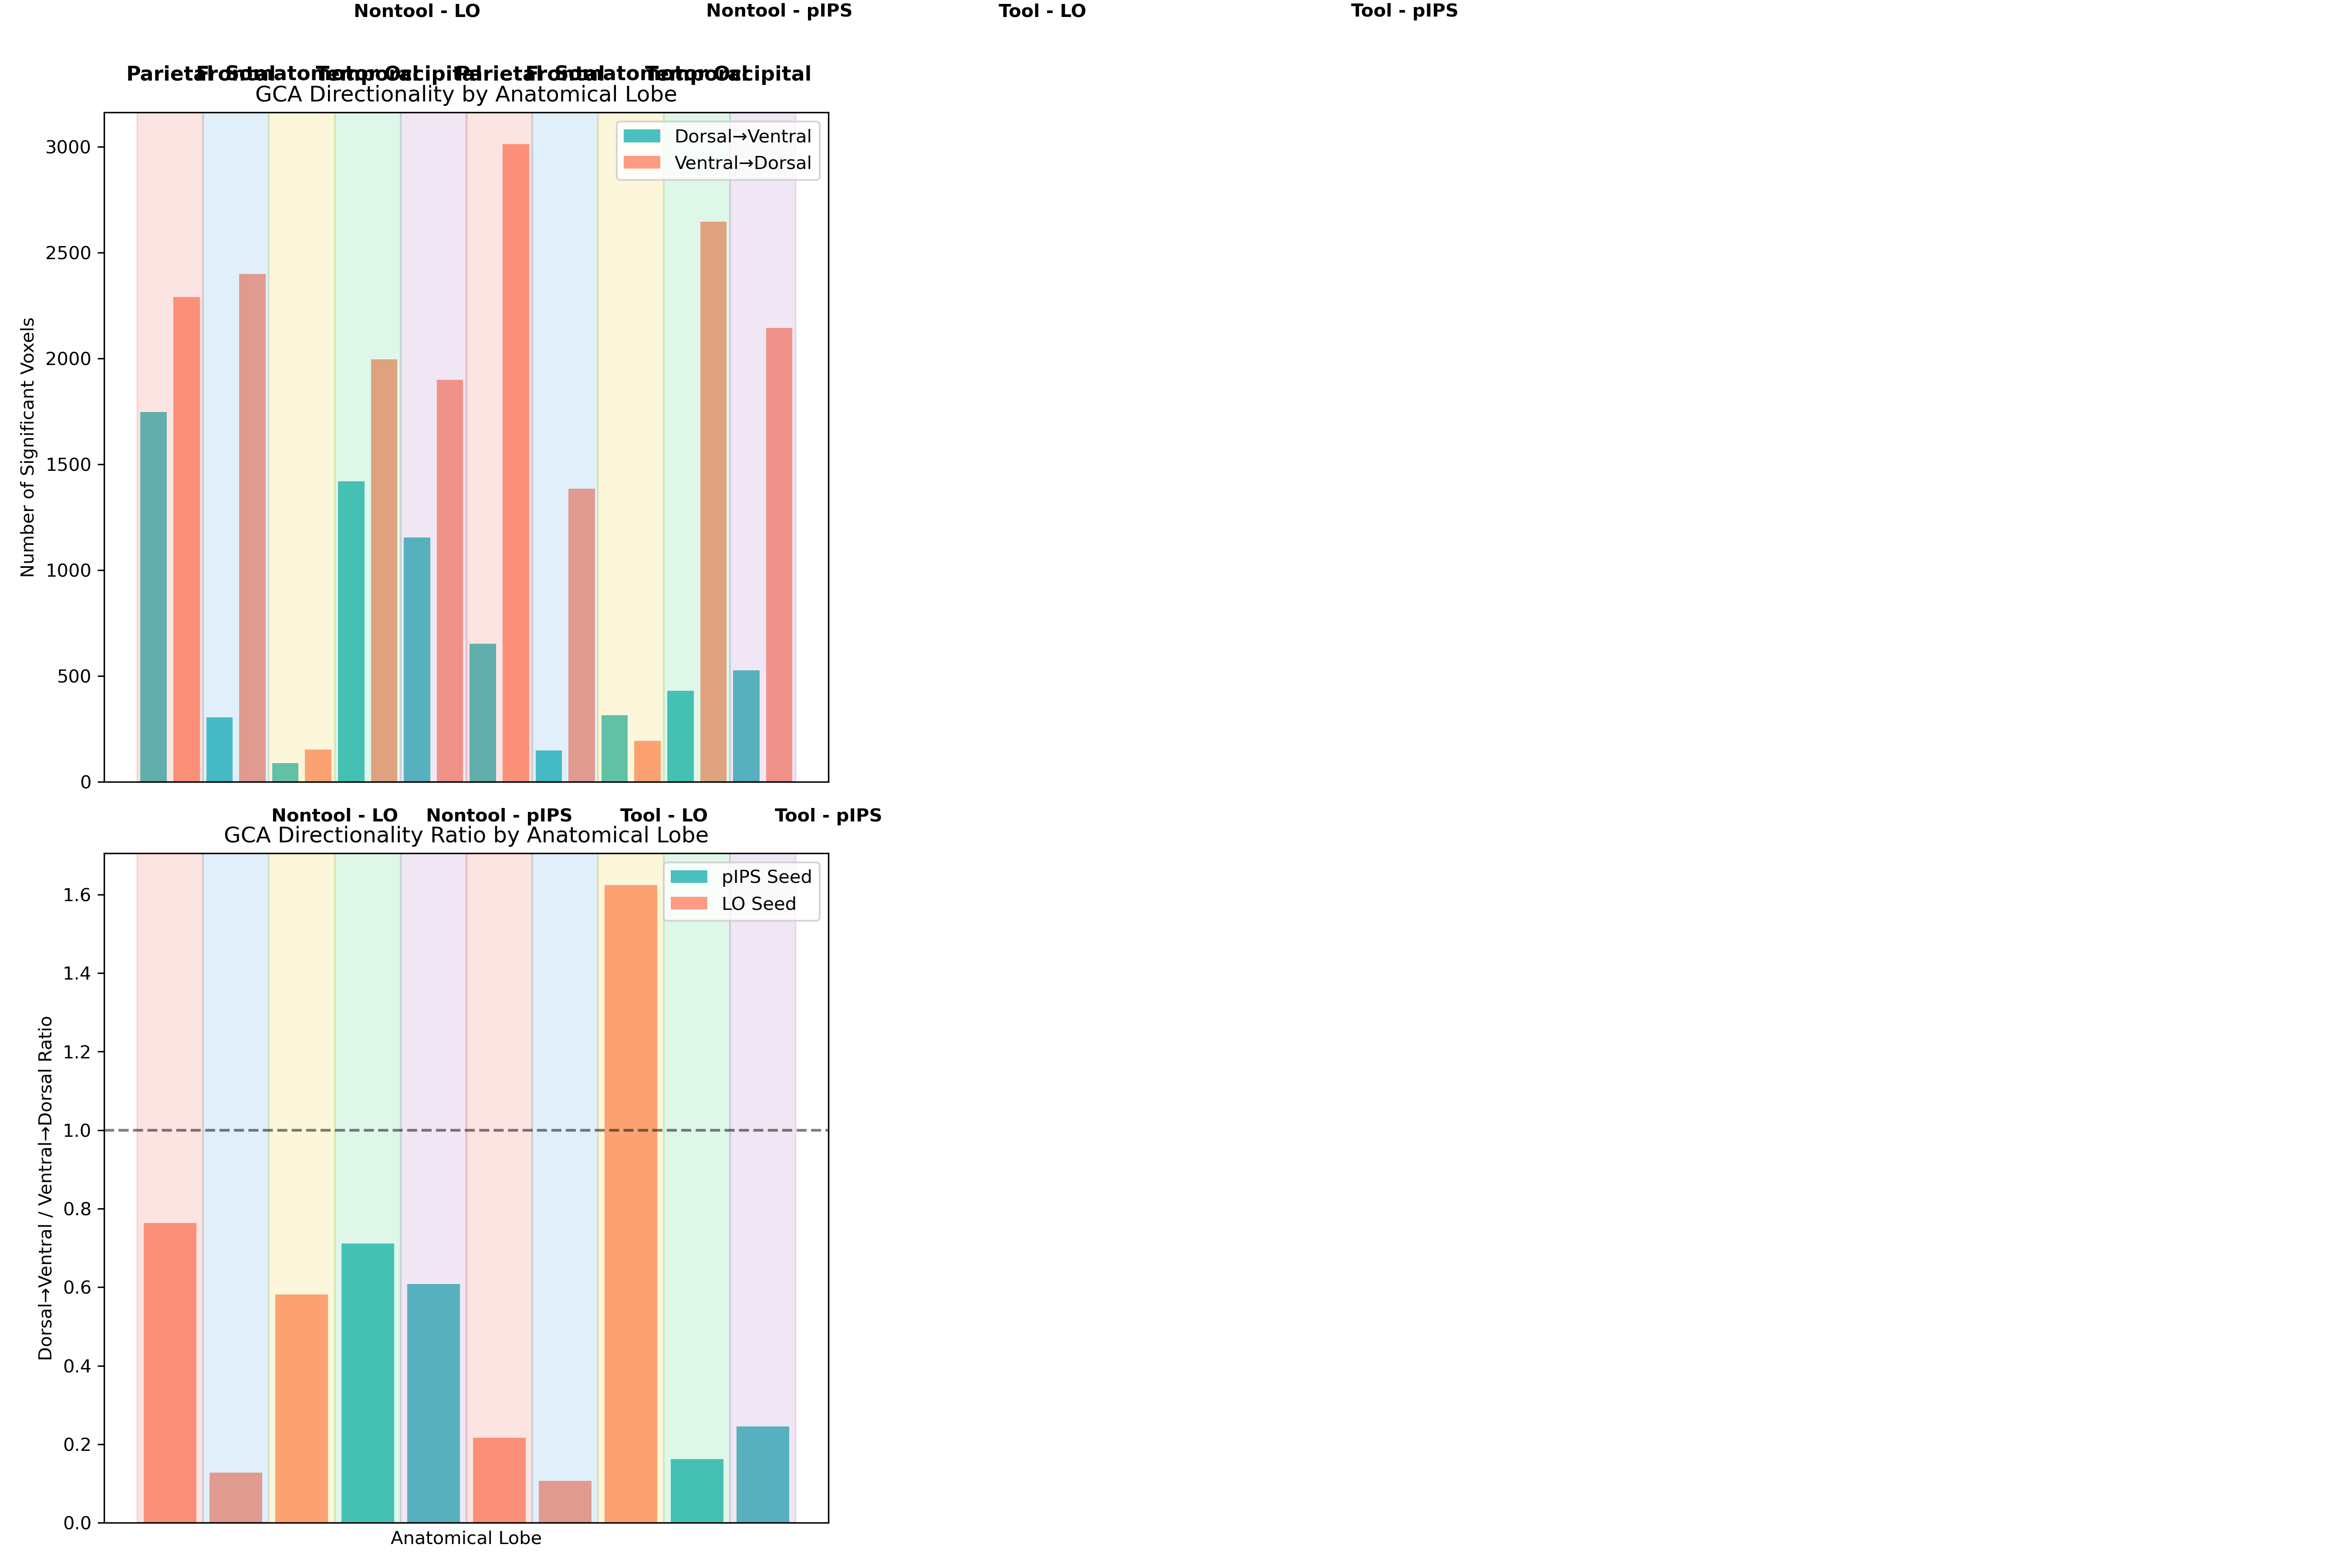 Nontool - LO Nontool - pIPS Tool - LO Tool - pIPS
Parietal Frontal Somatomotor Temporal Occipital Parietal Frontal Somatomotor Temporal Occipital
GCA Directionality by Anatomical Lobe
Dorsal→Ventral
Ventral→Dorsal
Number of Significant Voxels
3000
2500
2000
1500
1000
500
0
Nontool - LO Nontool - pIPS Tool - LO Tool - pIPS
GCA Directionality Ratio by Anatomical Lobe
pIPS Seed
LO Seed
Dorsal→Ventral / Ventral→Dorsal Ratio
1.6
1.4
1.2
1.0
0.8
0.6
0.4
0.2
0.0
Anatomical Lobe